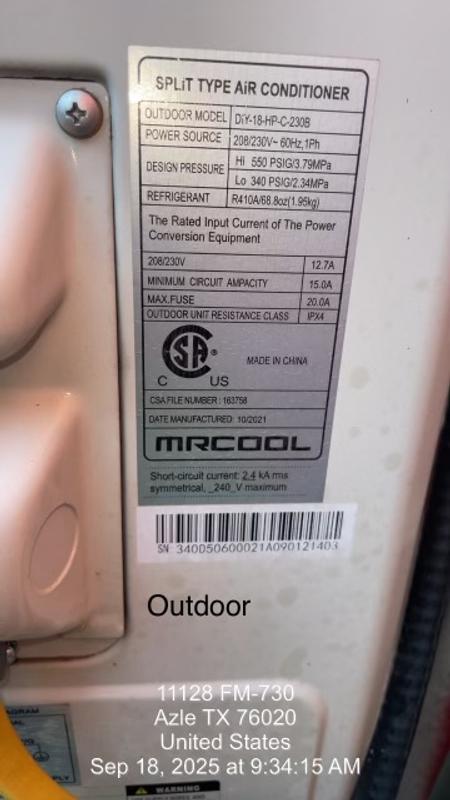 SPLiT TYPE AiR CONDITIONER
OUTDOOR MODEL DiY-18-HP-C-230B
POWER SOURCE 208/230V~ 60Hz,1Ph
DESIGN PRESSURE Hi 550 PSIG/3.79MPa
Lo 340 PSIG/2.34MPa
REFRIGERANT R410A/68.8oz(1.95kg)
The Rated Input Current of The Power
Conversion Equipment
208/230V 12.7A
MINIMUM CIRCUIT AMPACITY 15.0A
MAX.FUSE 20.0A
OUTDOOR UNIT RESISTANCE CLASS IPX4
SA®
C US
MADE IN CHINA
CSA FILE NUMBER : 163758
DATE MANUFACTURED: 10/2021
MRCOOL
Short-circuit current: 2.4 kA rms
symmetrical, _240_V maximum
SN 340050600021A090121403
Outdoor
11128 FM-730
Azle TX 76020
United States
Sep 18, 2025 at 9:34:15 AM
WARNING